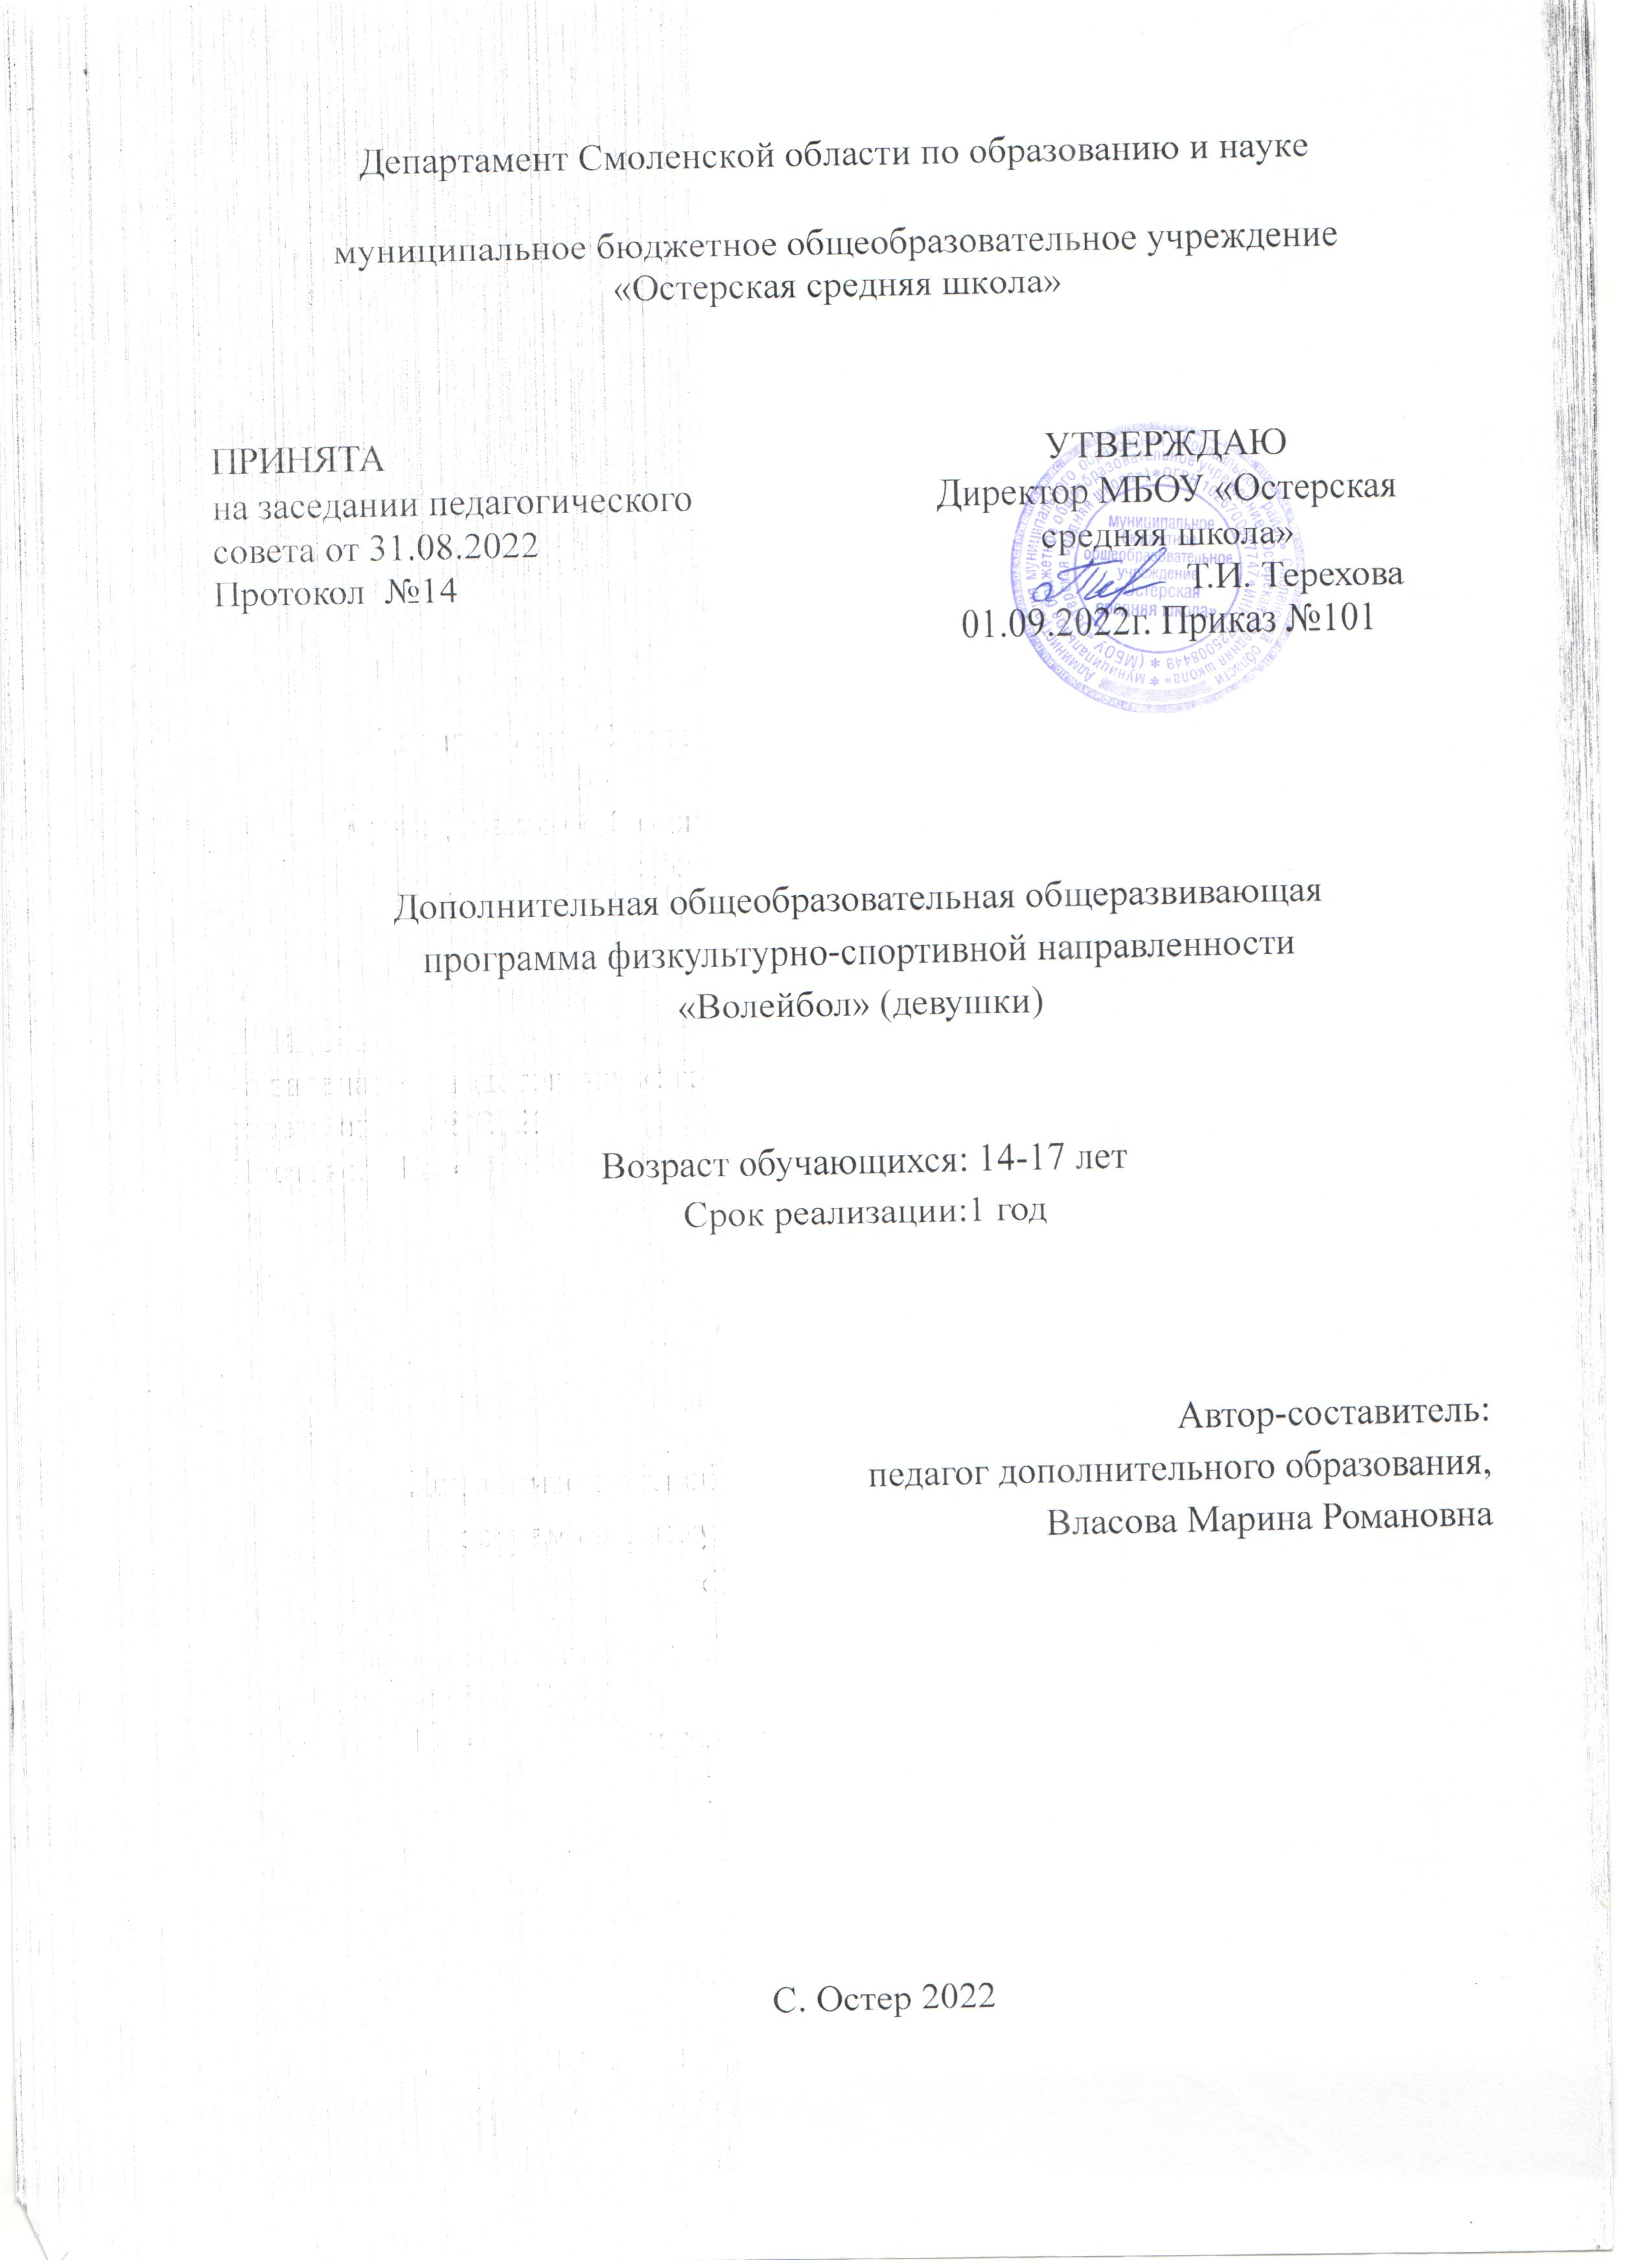 Департамент Смоленской области по образованию и науке
муниципальное бюджетное общеобразовательное учреждение
«Остерская средняя школа»
ПРИНЯТА
на заседании педагогического
совета от 31.08.2022
Протокол №14
УТВЕРЖДАЮ
Директор МБОУ «Остерская
средняя школа»
Т.И. Терехова
01.09.2022г. Приказ №101
муниципальное
общеобразовательное
учреждение
Дополнительная общеобразовательная общеразвивающая
программа физкультурно-спортивной направленности
«Волейбол» (девушки)
Возраст обучающихся: 14-17 лет
Срок реализации:1 год
Автор-составитель:
педагог дополнительного образования,
Власова Марина Романовна
С. Остер 2022